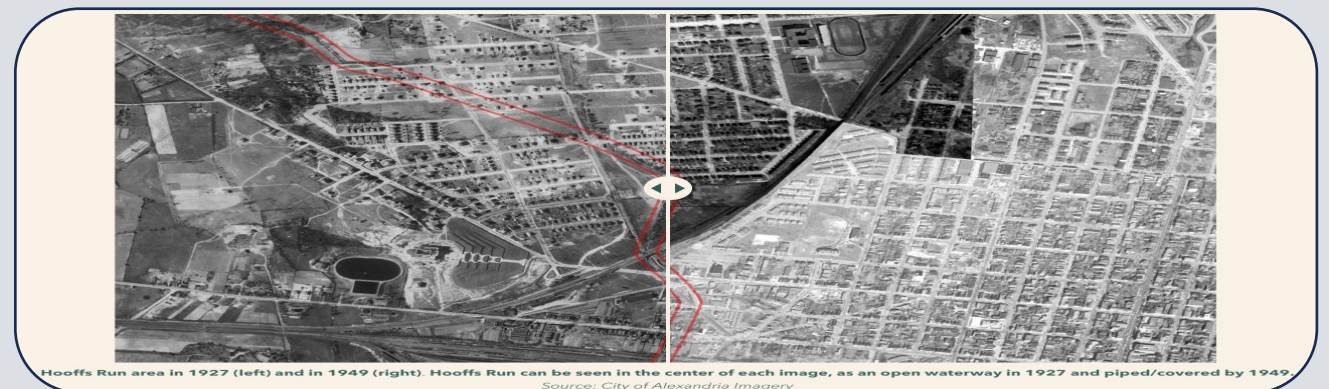 Hooffs Run area in 1927 (left) and in 1949 (right). Hooffs Run can be seen in the center of each image, as an open waterway in 1927 and piped/covered by 1949.
Source: City of Alexandria Imagery